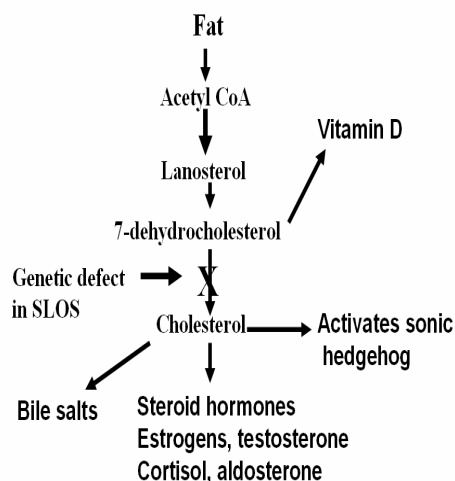 Fat
Acetyl CoA
Vitamin D
Lanosterol
7-dehydrocholesterol
Genetic defect
in SLOS
X
Cholesterol
Activates sonic
hedgehog
Bile salts
Steroid hormones
Estrogens, testosterone
Cortisol, aldosterone